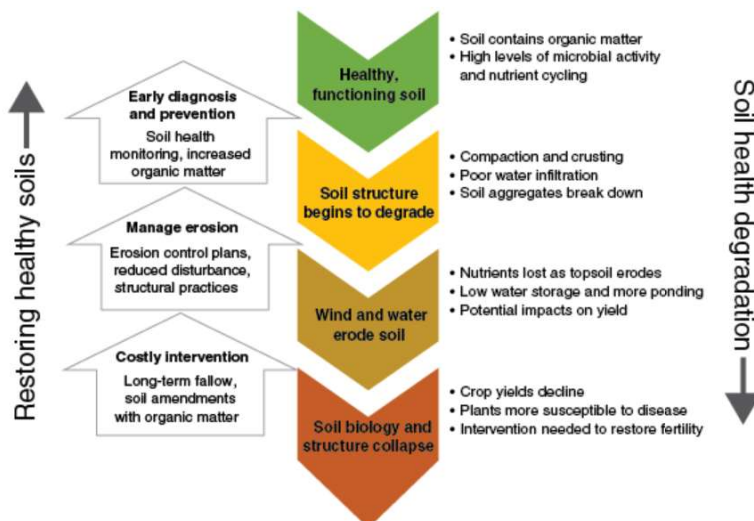 Restoring healthy soils
Early diagnosis
and prevention
Soil health
monitoring, increased
organic matter
Manage erosion
Erosion control plans,
reduced disturbance,
structural practices
Costly intervention
Long-term fallow,
soil amendments
with organic matter
Healthy,
functioning soil
Soil structure
begins to degrade
Wind and water
erode soil
Soil biology and
structure collapse
• Soil contains organic matter
• High levels of microbial activity
and nutrient cycling
• Compaction and crusting
• Poor water infiltration
• Soil aggregates break down
• Nutrients lost as topsoil erodes
• Low water storage and more ponding
• Potential impacts on yield
• Crop yields decline
• Plants more susceptible to disease
• Intervention needed to restore fertility
Soil health degradation